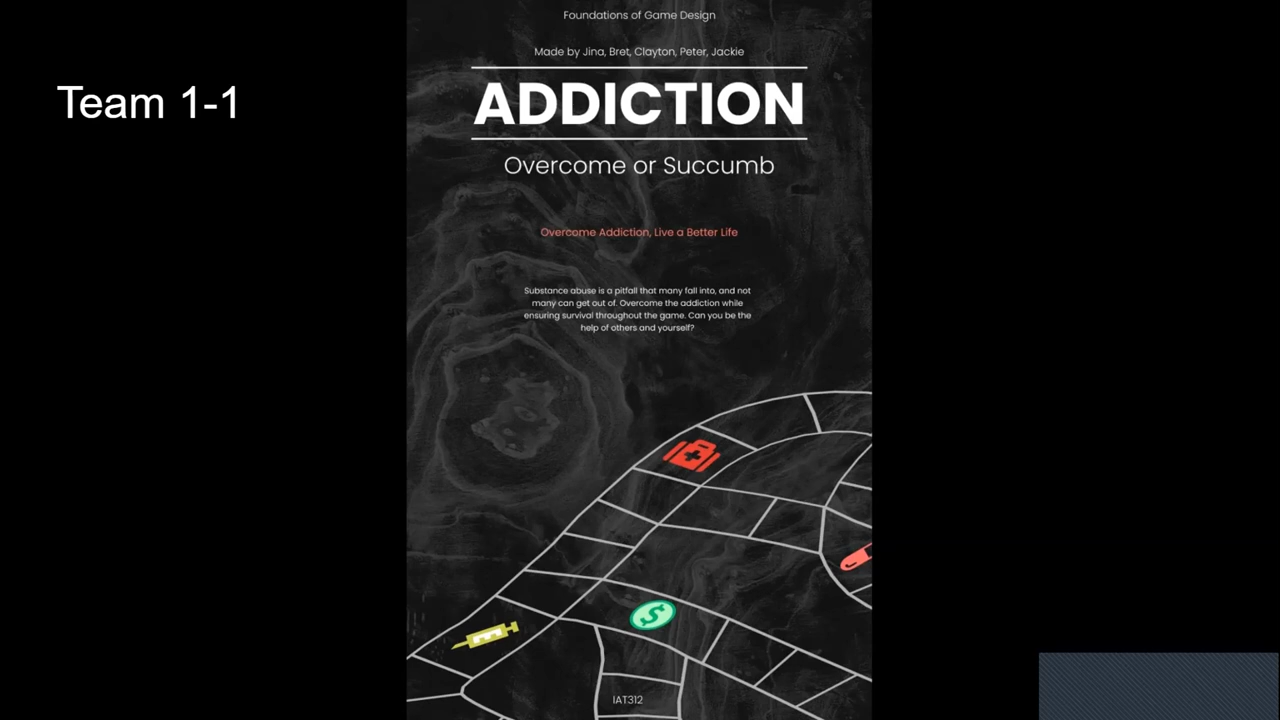 Team 1-1
Foundations of Game Design
Made by Jina, Bret, Clayton, Peter, Jackie
ADDICTION
Overcome or Succumb
Overcome Addiction, Live a Better Life
Substance abuse is a pitfall that many fall into, and not
many can get out of. Overcome the addiction while
ensuring survival throughout the game. Can you be the
help of others and yourself?
$
IAT312